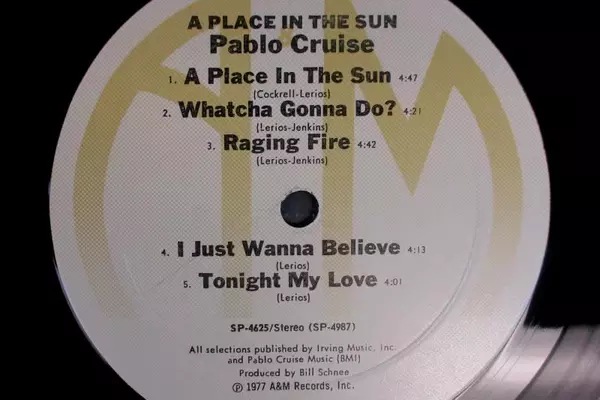 A PLACE IN THE SUN
Pablo Cruise
1. A Place In The Sun 4:47
(Cockrell-Lerios)
2. Whatcha Gonna Do? 4:21
(Lerios-Jenkins)
3. Raging Fire 4:42
(Lerios-Jenkins)
4. I Just Wanna Believe 4:13
(Lerios)
5. Tonight My Love 4:01
(Lerios)
SP-4625/Stereo (SP-4987)
All selections published by Irving Music, Inc.
and Pablo Cruise Music (BMI)
Produced by Bill Schnee
℗ 1977 A&M Records, Inc.